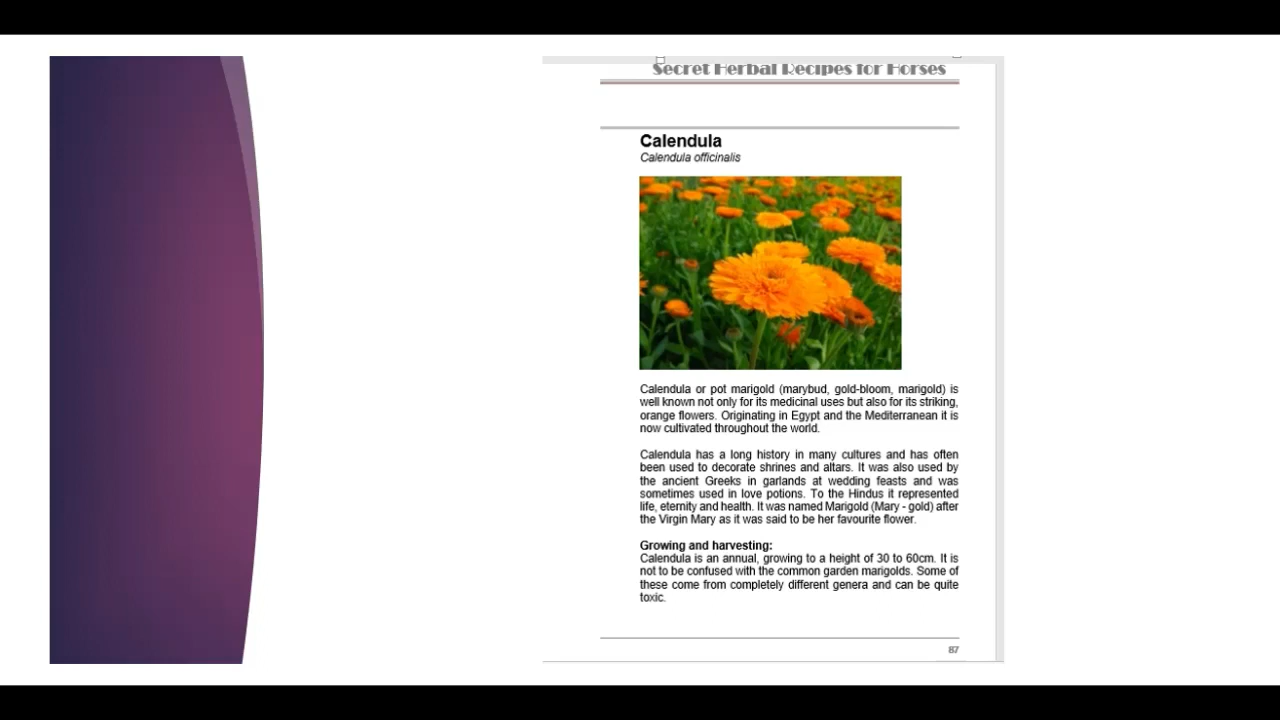 Secret Herbal Recipes for Horses
Calendula
Calendula officinalis
Calendula or pot marigold (marybud, gold-bloom, marigold) is
well known not only for its medicinal uses but also for its striking,
orange flowers. Originating in Egypt and the Mediterranean it is
now cultivated throughout the world.
Calendula has a long history in many cultures and has often
been used to decorate shrines and altars. It was also used by
the ancient Greeks in garlands at wedding feasts and was
sometimes used in love potions. To the Hindus it represented
life, eternity and health. It was named Marigold (Mary - gold) after
the Virgin Mary as it was said to be her favourite flower.
Growing and harvesting:
Calendula is an annual, growing to a height of 30 to 60cm. It is
not to be confused with the common garden marigolds. Some of
these come from completely different genera and can be quite
toxic.
87